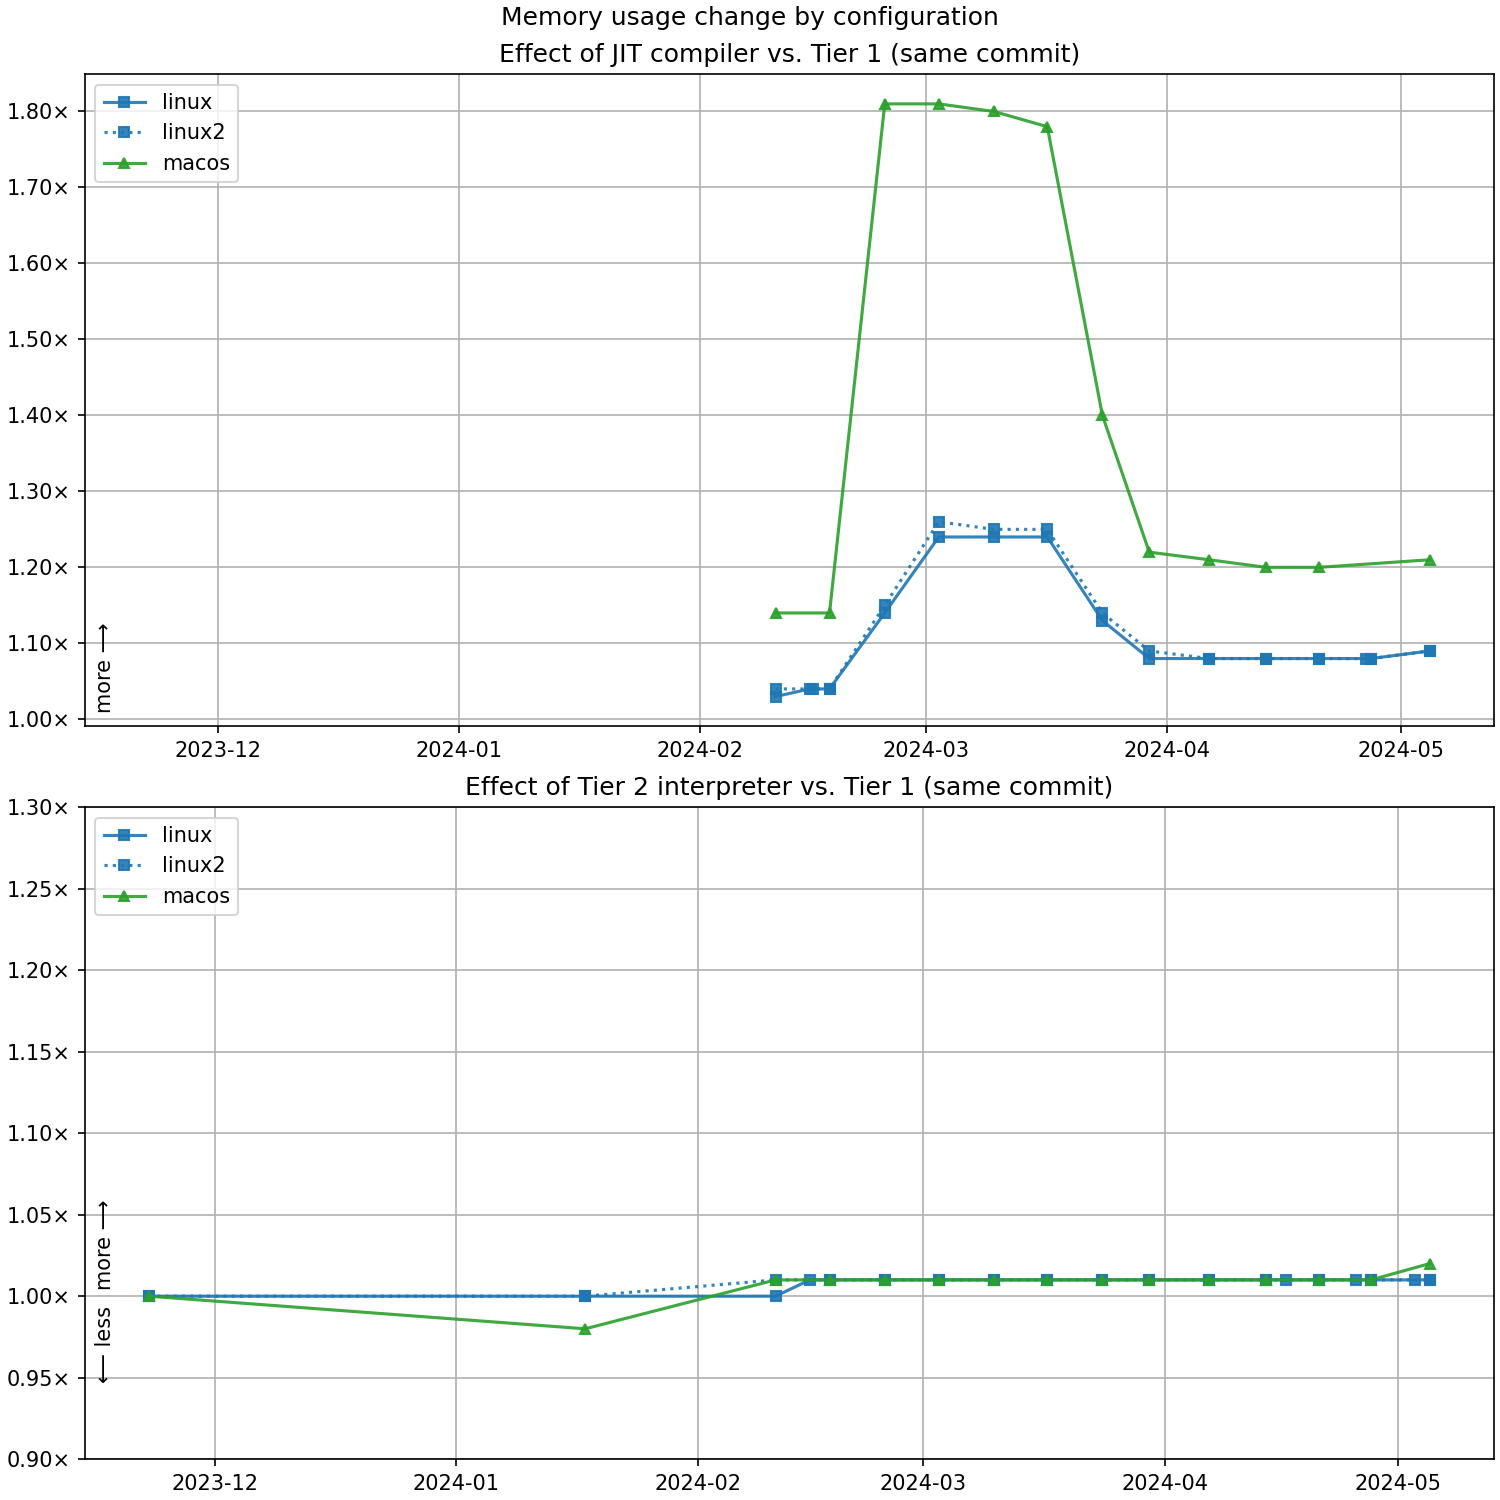 Memory usage change by configuration
Effect of JIT compiler vs. Tier 1 (same commit)
linux
linux2
macos
1.80×
1.70×
1.60×
1.50×
1.40×
1.30×
1.20×
1.10×
1.00×
more ⟶
2023-12
2024-01
2024-02
2024-03
2024-04
2024-05
Effect of Tier 2 interpreter vs. Tier 1 (same commit)
linux
linux2
macos
1.30×
1.25×
1.20×
1.15×
1.10×
1.05×
1.00×
0.95×
0.90×
⟵ less more ⟶
2023-12
2024-01
2024-02
2024-03
2024-04
2024-05